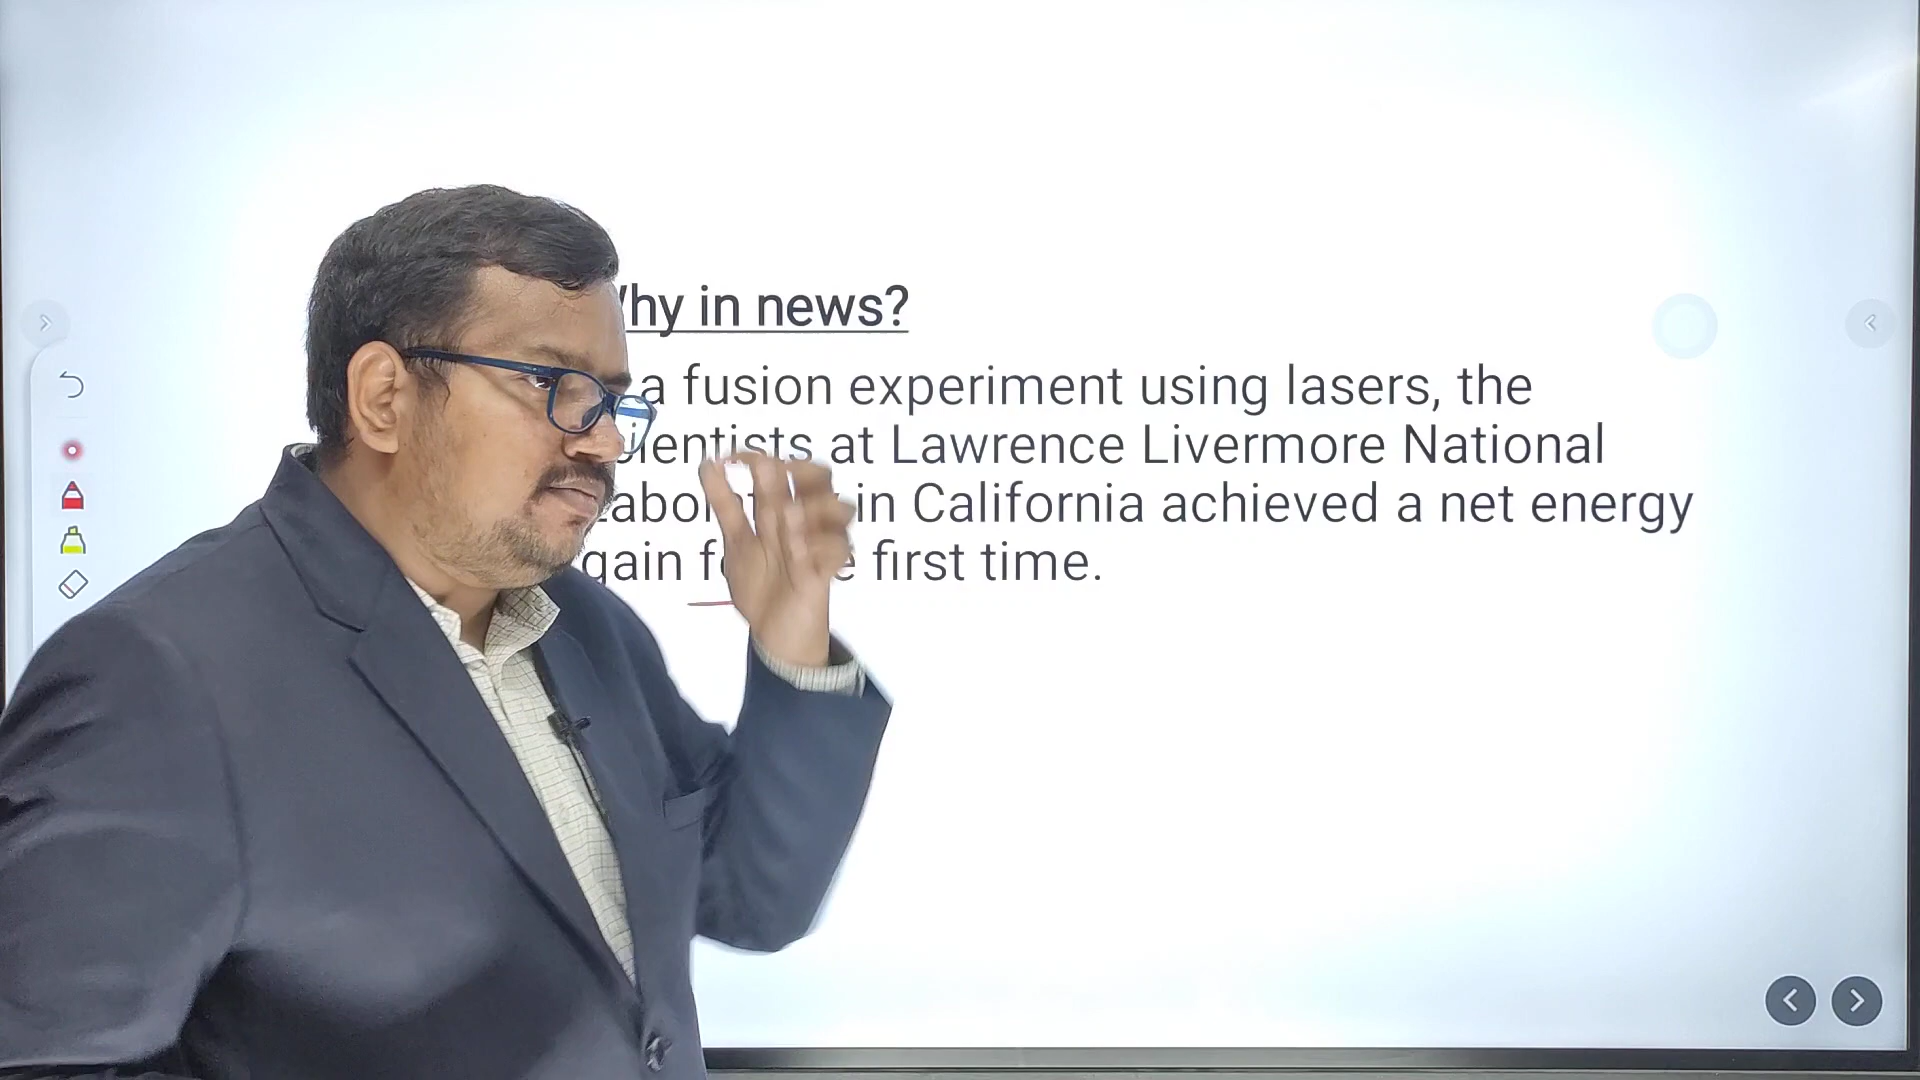 Why in news?
a fusion experiment using lasers, the
scientists at Lawrence Livermore National
in California achieved a net energy
gain first time.